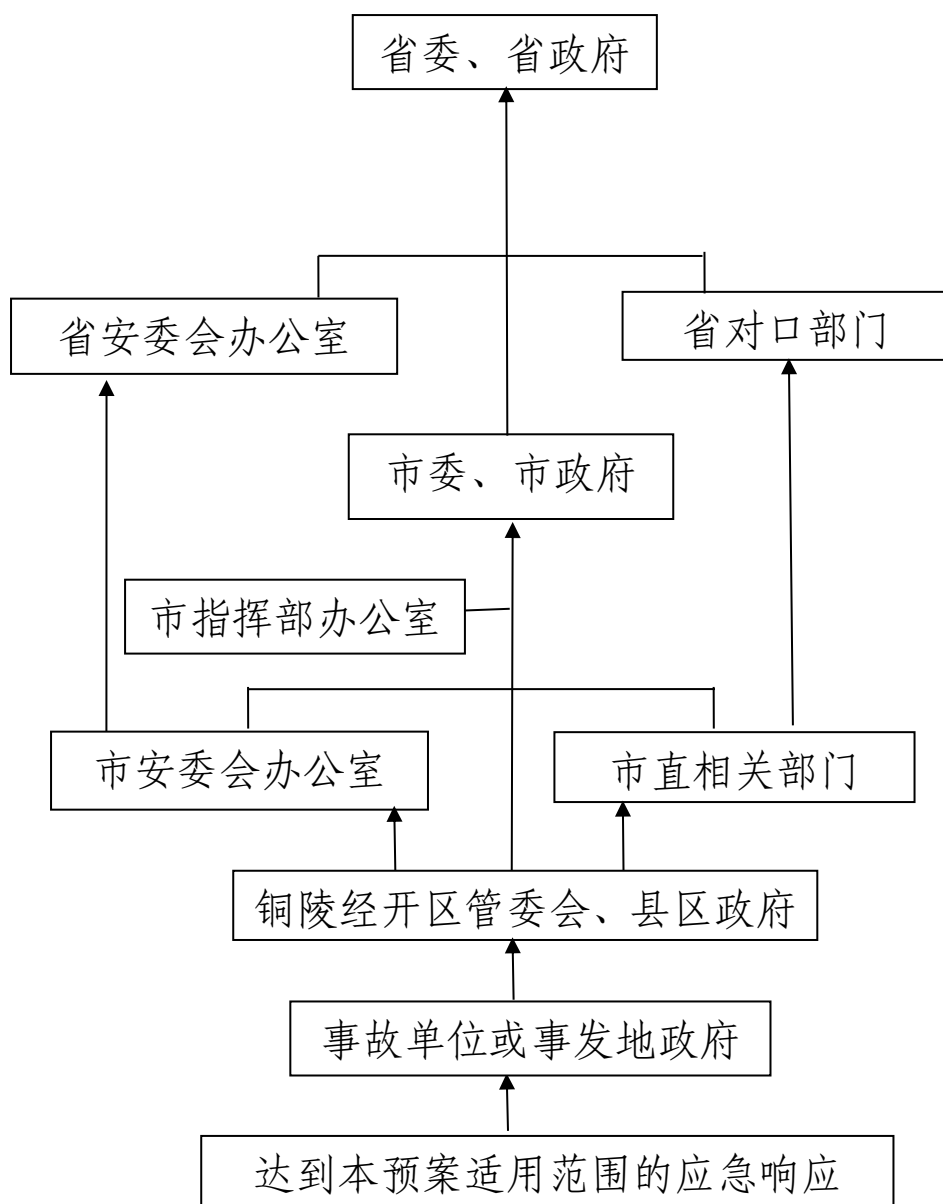 省委、省政府
省安委会办公室
省对口部门
市委、市政府
市指挥部办公室
市安委会办公室
市直相关部门
铜陵经开区管委会、县区政府
事故单位或事发地政府
达到本预案适用范围的应急响应